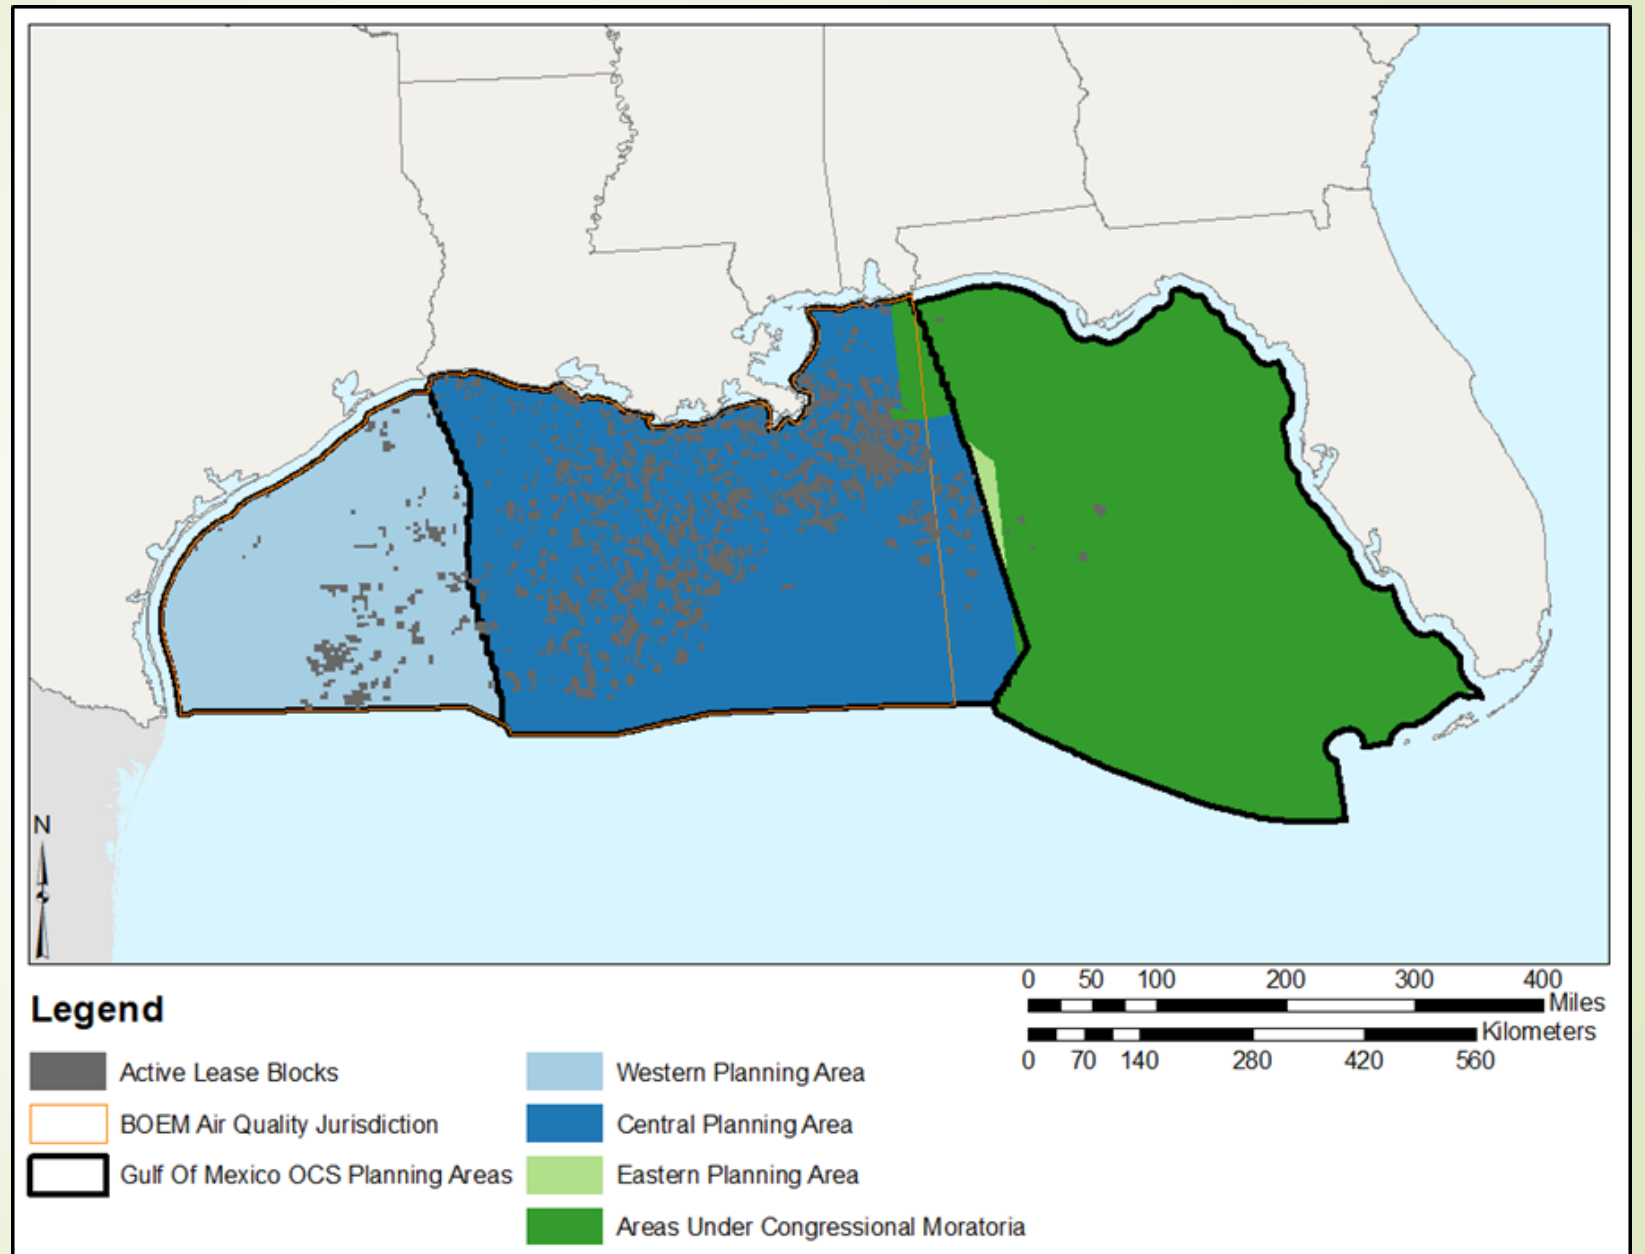 N
0 50 100 200 300 400
Miles
Kilometers
0 70 140 280 420 560
Legend
Active Lease Blocks
BOEM Air Quality Jurisdiction
Gulf Of Mexico OCS Planning Areas
Western Planning Area
Central Planning Area
Eastern Planning Area
Areas Under Congressional Moratoria